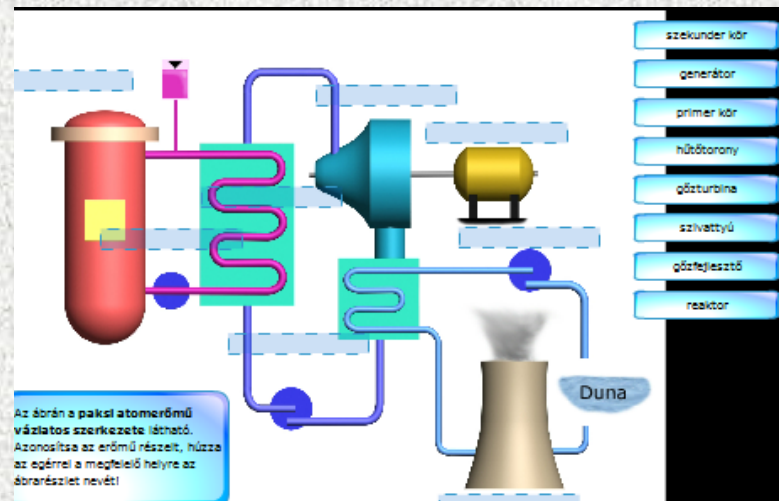 szekunder kör
generátor
primer kör
hűtőtorony
gőzturbina
szivattyú
gőzfejlesztő
reaktor
Duna
Az ábrán a paksi atomerőmű
vázlatos szerkezete látható.
Azonosítsa az erőmű részeit, húzza
az egérrel a megfelelő helyre az
ábrarészlet nevét!